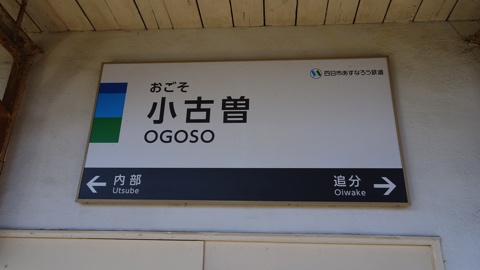 四日市あすなろう鉄道
おごそ
小古曽
OGOSO
← 内部 追分 →
Utsube Oiwake